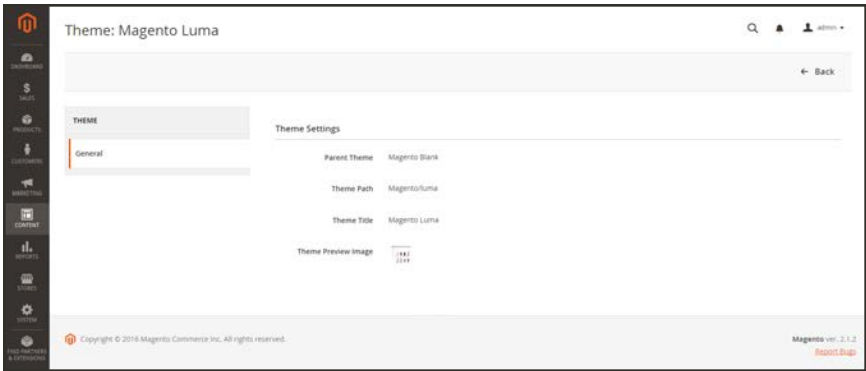 Theme: Magento Luma
admin
← Back
DASHBOARD
SALES
PRODUCTS
CUSTOMERS
MARKETING
CONTENT
REPORTS
STORES
SYSTEM
FIND PARTNERS
& EXTENSIONS
THEME
General
Theme Settings
Parent Theme Magento Blank
Theme Path Magento/luma
Theme Title Magento Luma
Theme Preview Image
Copyright © 2016 Magento Commerce Inc. All rights reserved.
Magento ver. 2.1.2
Report Bugs